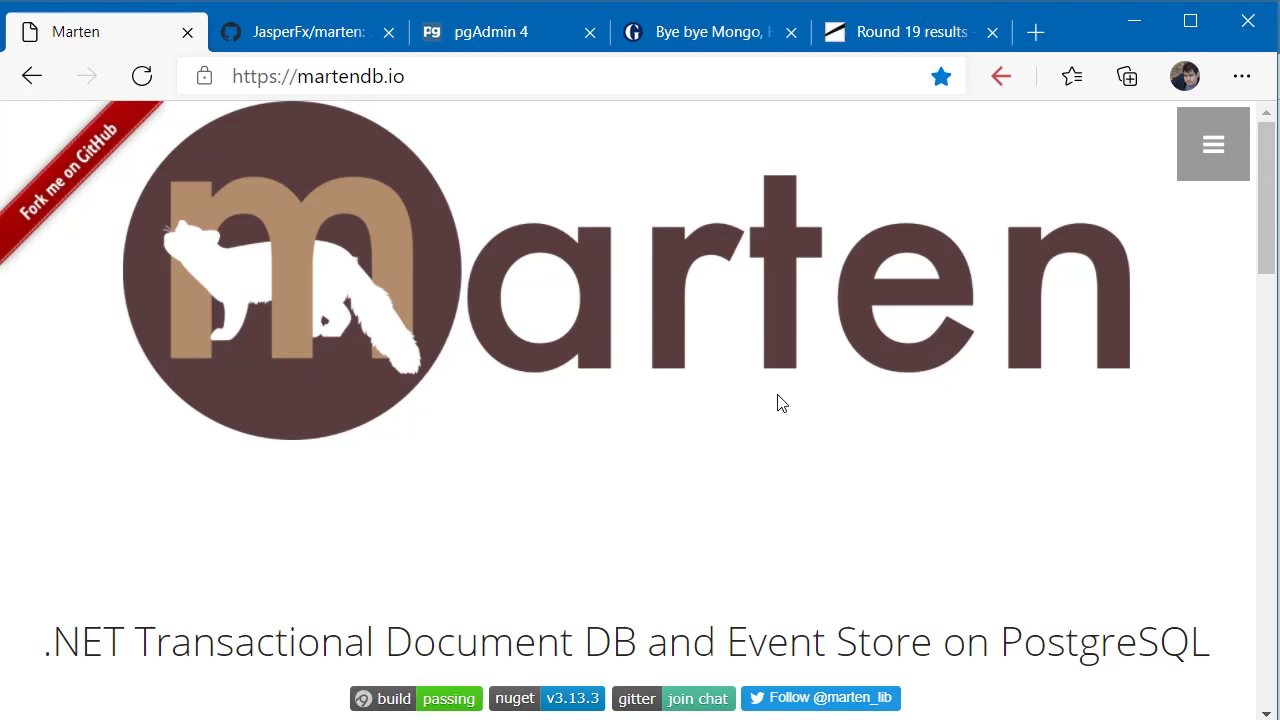 Marten
JasperFx/marten:
pgAdmin 4
Bye bye Mongo,
Round 19 results
https://martendb.io
Fork me on GitHub
marten
.NET Transactional Document DB and Event Store on PostgreSQL
build passing
nuget v3.13.3
gitter join chat
Follow @marten_lib